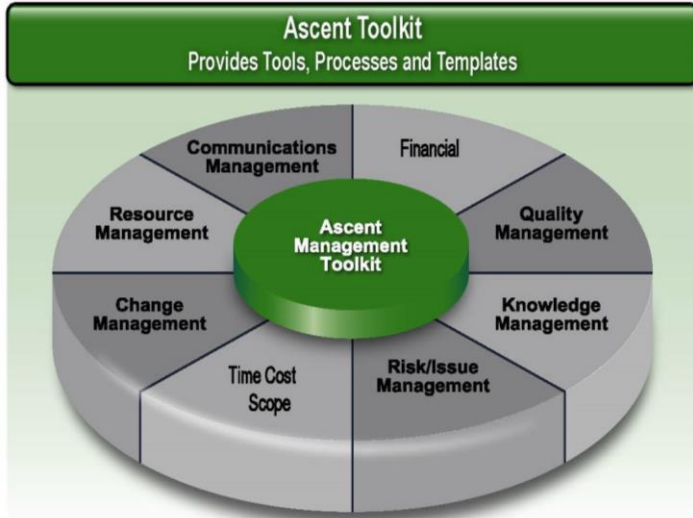 Ascent Toolkit
Provides Tools, Processes and Templates
Communications
Management
Financial
Resource
Management
Ascent
Management
Toolkit
Quality
Management
Change
Management
Knowledge
Management
Time Cost
Scope
Risk/Issue
Management